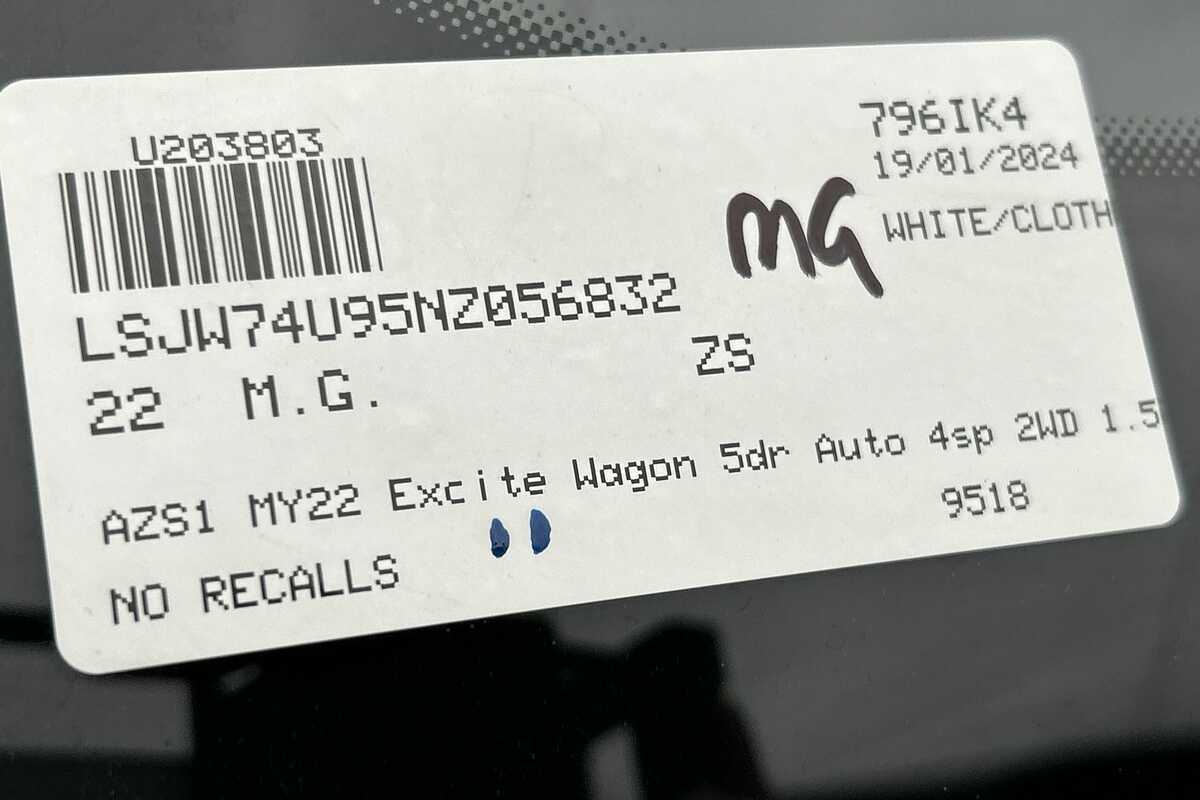 U203803
796IK4
19/01/2024
MG
WHITE/CLOTH
LSJW74U95NZ056832
22 M.G. ZS
AZS1 MY22 Excite Wagon 5dr Auto 4sp 2WD 1.5
9518
NO RECALLS